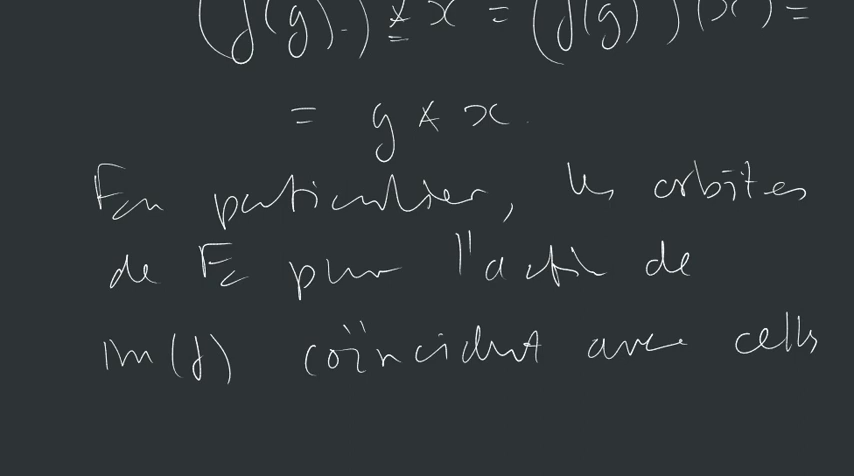 (f(g)·) * x = (f(g))(x) =
= g * x.
En particulier, les orbites
de E pour l'action de
Im(f) coïncident avec celles